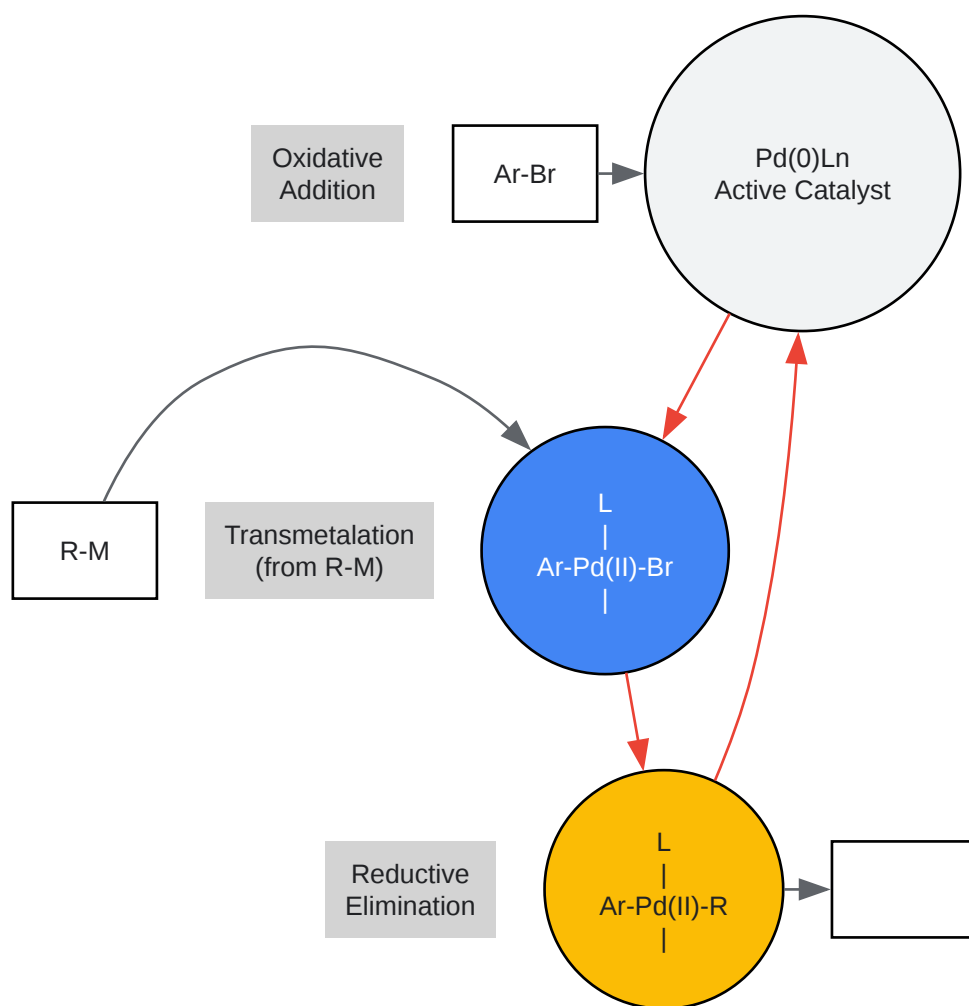 Oxidative
Addition
Ar-Br
Pd(0)Ln
Active Catalyst
R-M
Transmetalation
(from R-M)
L
|
Ar-Pd(II)-Br
|
Reductive
Elimination
L
|
Ar-Pd(II)-R
|